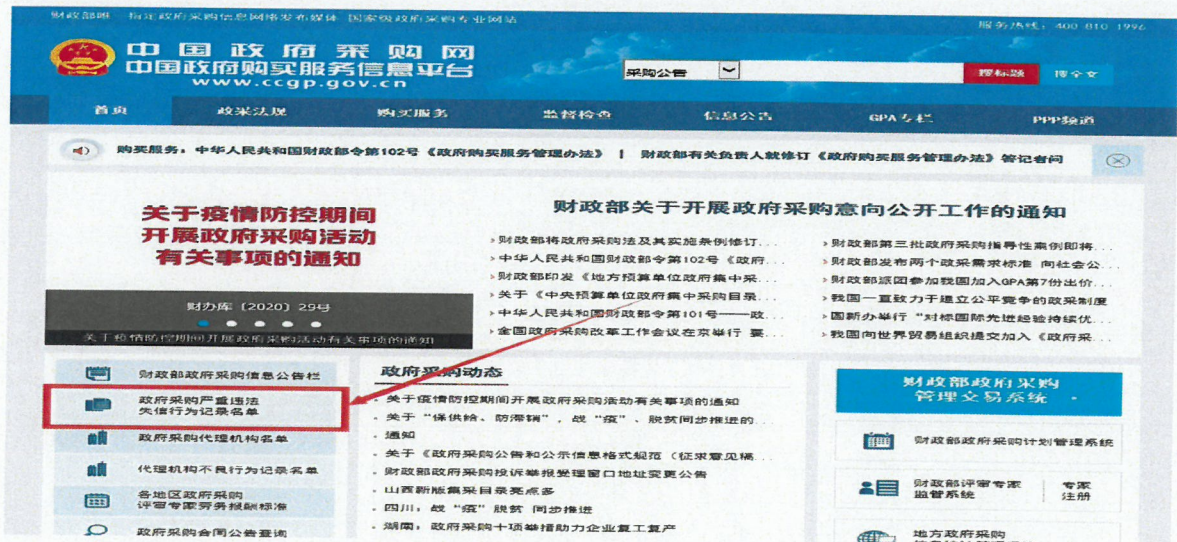 财政部唯一指定政府采购信息网络发布媒体 国家级政府采购专业网站
服务热线：400-810-1996
中国政府采购网
中国政府购买服务信息平台
www.ccgp.gov.cn
采购公告
搜标题
搜全文
首页
政采法规
购买服务
监督检查
信息公告
GPA专栏
PPP频道
购买服务：中华人民共和国财政部令第102号《政府购买服务管理办法》 | 财政部有关负责人就修订《政府购买服务管理办法》答记者问
关于疫情防控期间
开展政府采购活动
有关事项的通知
财办库〔2020〕29号
关于疫情防控期间开展政府采购活动有关事项的通知
财政部关于开展政府采购意向公开工作的通知
财政部将政府采购法及其实施条例修订...
中华人民共和国财政部令第102号《政府...
财政部印发《地方预算单位政府集中采...
关于《中央预算单位政府集中采购目录...
中华人民共和国财政部令第101号——政...
全国政府采购改革工作会议在京举行 要...
财政部第三批政府采购指导性案例即将...
财政部发布两个政采需求标准 向社会公...
财政部派团参加我国加入GPA第7份出价...
我国一直致力于建立公平竞争的政采制度
国新办举行“对标国际先进经验持续优...
我国向世界贸易组织提交加入《政府采...
财政部政府采购信息公告栏
政府采购严重违法
失信行为记录名单
政府采购代理机构名单
代理机构不良行为记录名单
各地区政府采购
评审专家劳务报酬标准
政府采购合同公告查询
政府采购动态
关于疫情防控期间开展政府采购活动有关事项的通知
关于“保供给、防滞销”，战“疫”、脱贫同步推进的...
通知
关于《政府采购公告和公示信息格式规范（征求意见稿...
财政部政府采购投诉举报受理窗口地址变更公告
山西新版集采目录亮点多
四川：战“疫”脱贫 同步推进
湖南：政府采购十项举措助力企业复工复产
财政部政府采购
管理交易系统
财政部政府采购计划管理系统
财政部评审专家
监管系统
专家
注册
地方政府采购